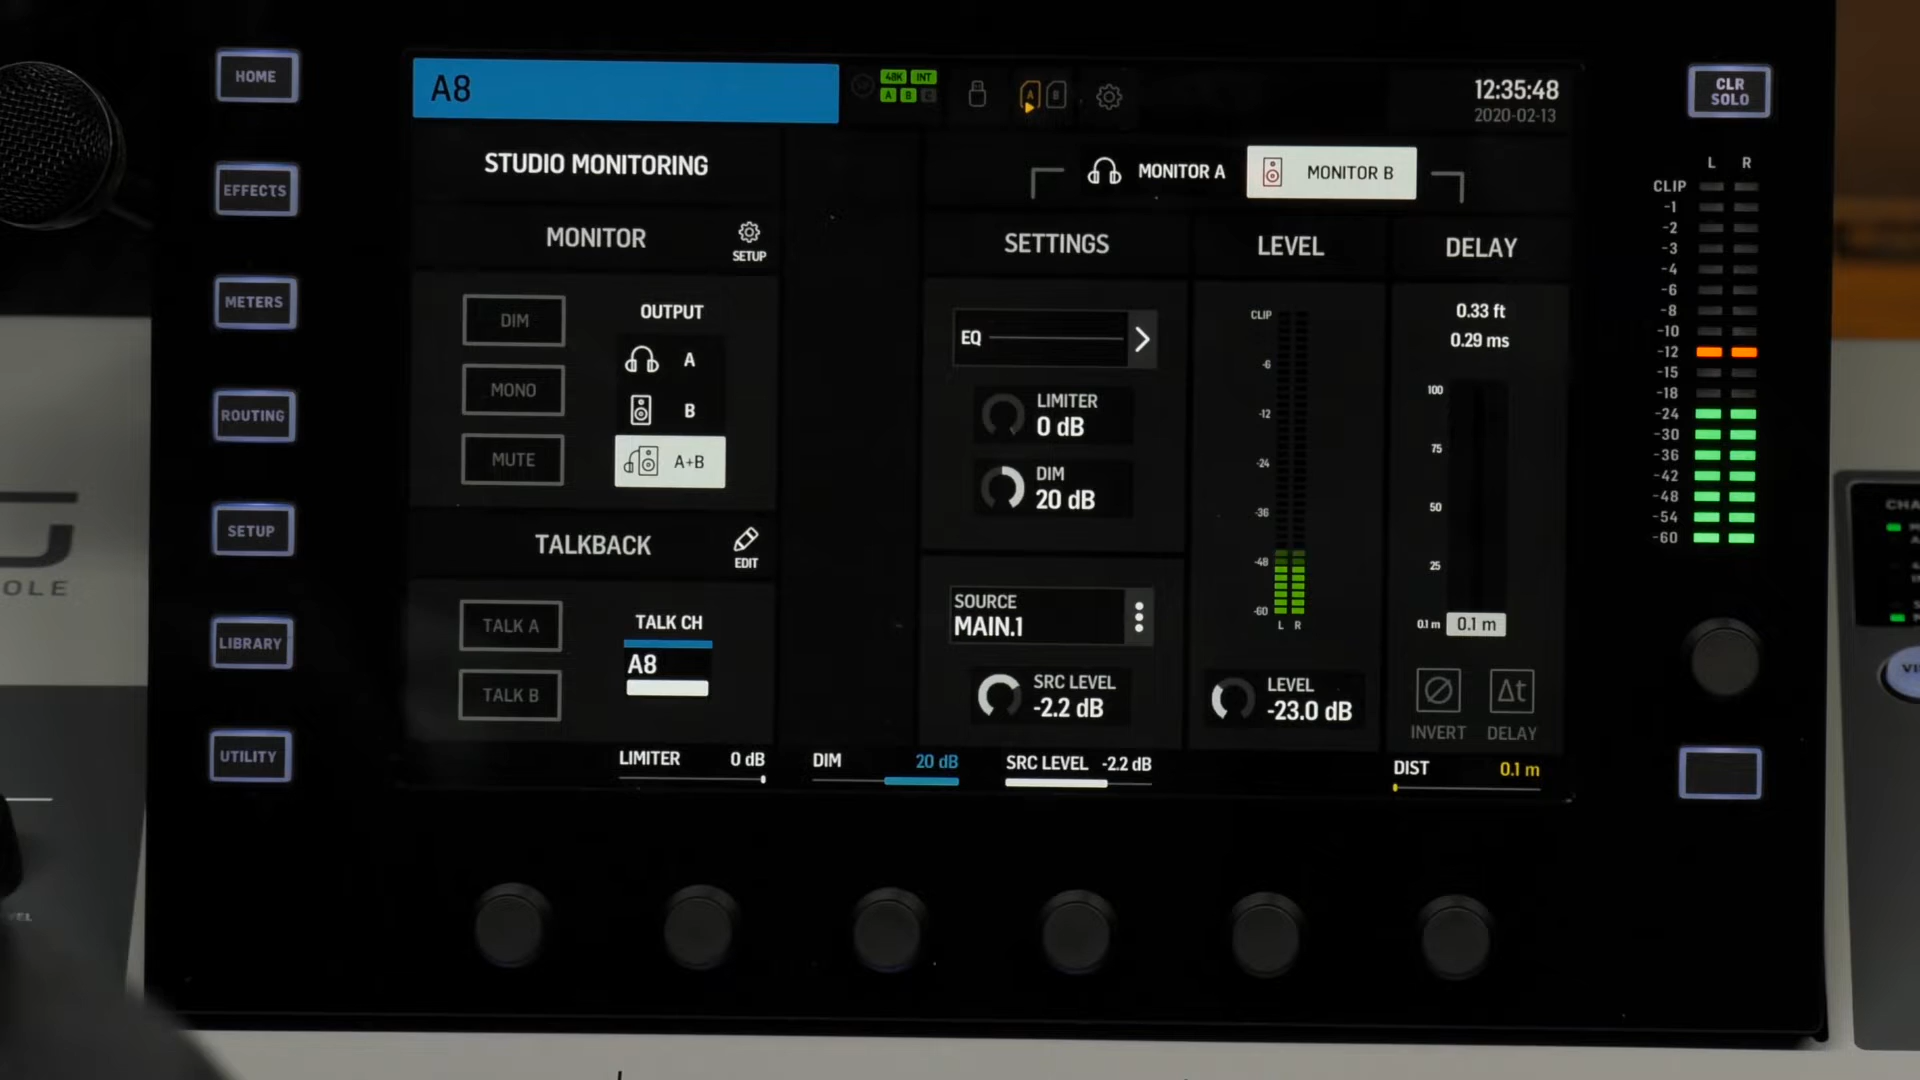 HOME
EFFECTS
METERS
ROUTING
SETUP
LIBRARY
UTILITY
A8
48K INT
A B C
A B
12:35:48
2020-02-13
STUDIO MONITORING
MONITOR
SETUP
DIM
MONO
MUTE
OUTPUT
A
B
A+B
TALKBACK
EDIT
TALK A
TALK B
TALK CH
A8
MONITOR A
MONITOR B
SETTINGS
EQ
LIMITER
0 dB
DIM
20 dB
SOURCE
MAIN.1
SRC LEVEL
-2.2 dB
LEVEL
CLIP
-6
-12
-24
-36
-48
-60
L R
LEVEL
-23.0 dB
DELAY
0.33 ft
0.29 ms
100
75
50
25
0.1 m
0.1 m
Δt
INVERT
DELAY
LIMITER 0 dB
DIM 20 dB
SRC LEVEL -2.2 dB
DIST 0.1 m
CLR
SOLO
L R
CLIP
-1
-2
-3
-4
-6
-8
-10
-12
-15
-18
-24
-30
-36
-42
-48
-54
-60
OLE
CHA
VI